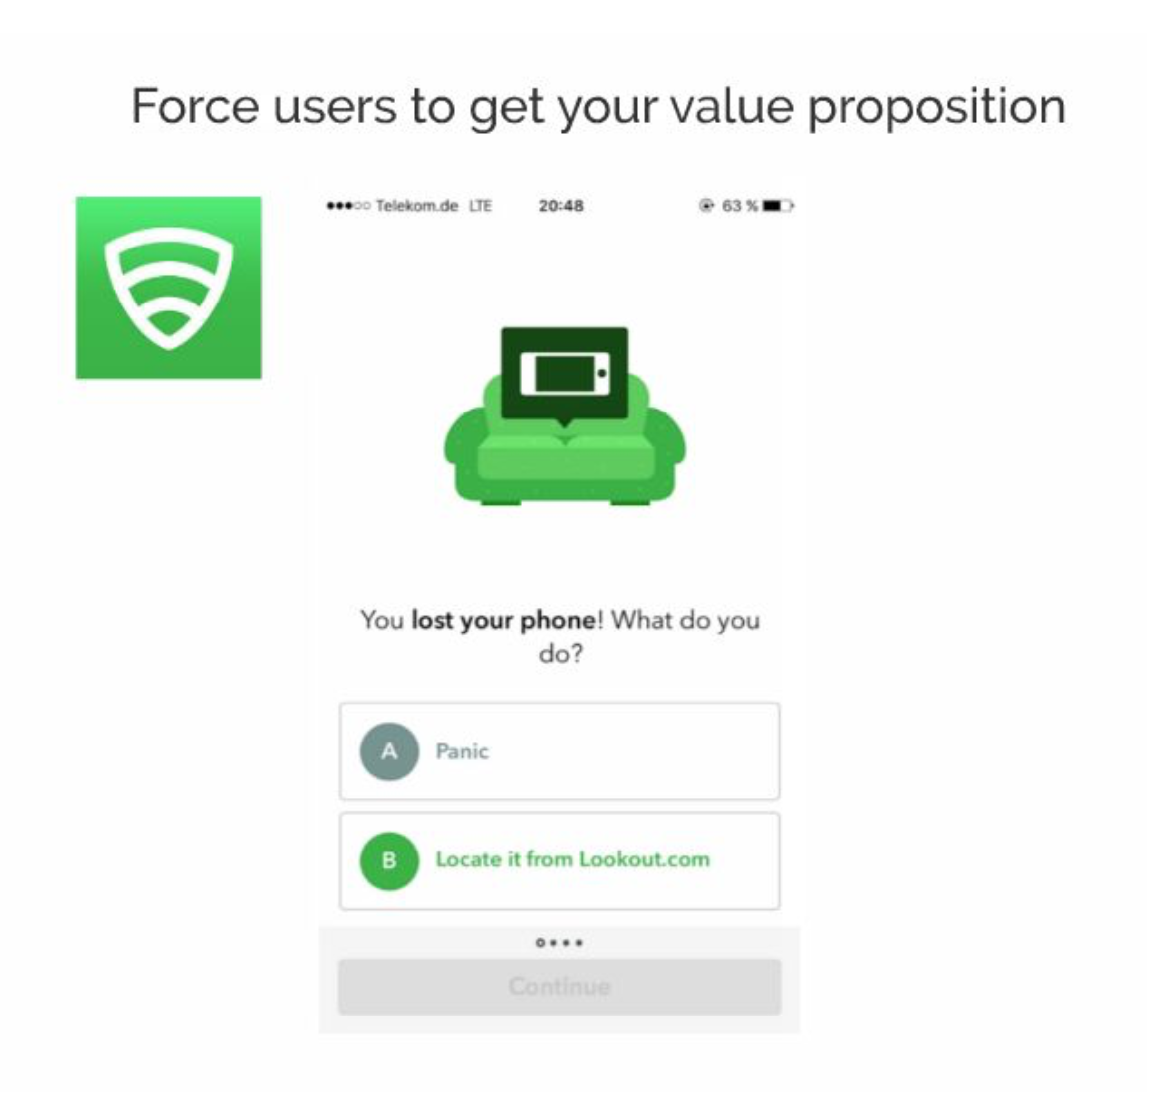 Force users to get your value proposition
Telekom.de LTE 20:48 63 %
You lost your phone! What do you
do?
A Panic
B Locate it from Lookout.com
Continue